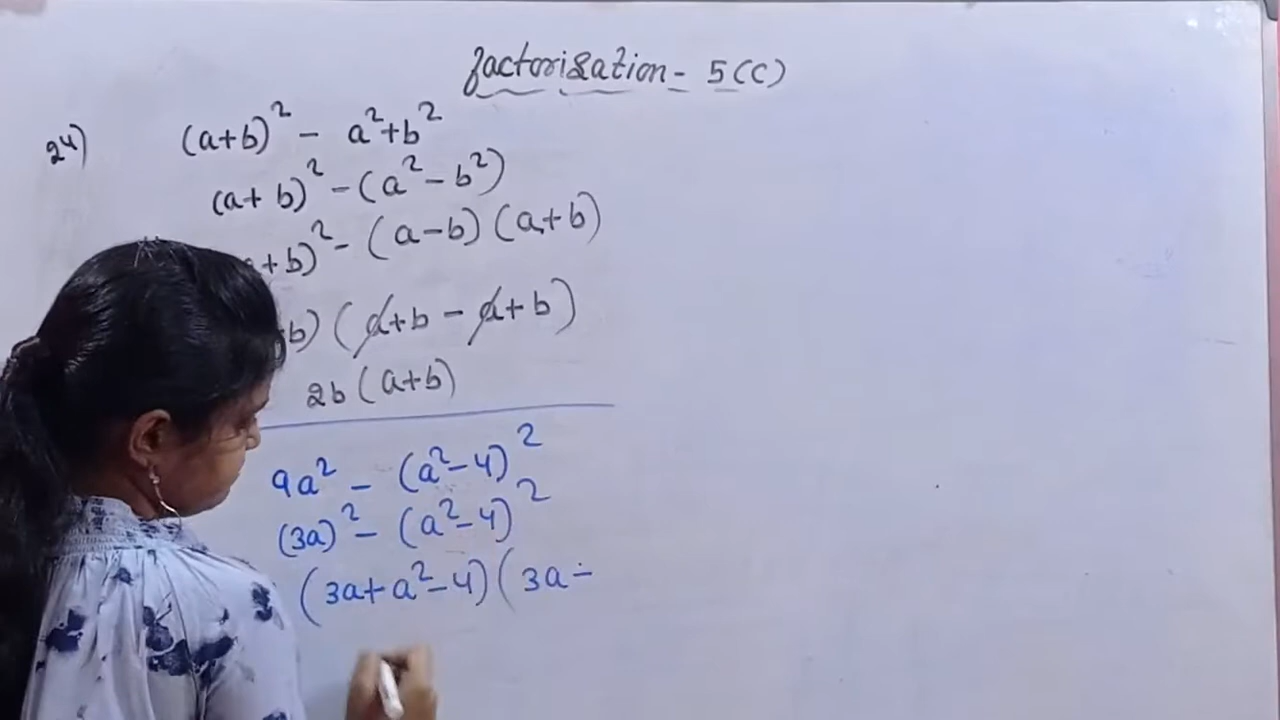 factorization - 5(C)
24) (a+b)² - a²+b²
(a+b)² - (a²-b²)
+b)² - (a-b)(a+b)
b)(a+b-a+b)
2b(a+b)
9a² - (a²-4)²
(3a)² - (a²-4)²
(3a+a²-4)(3a-